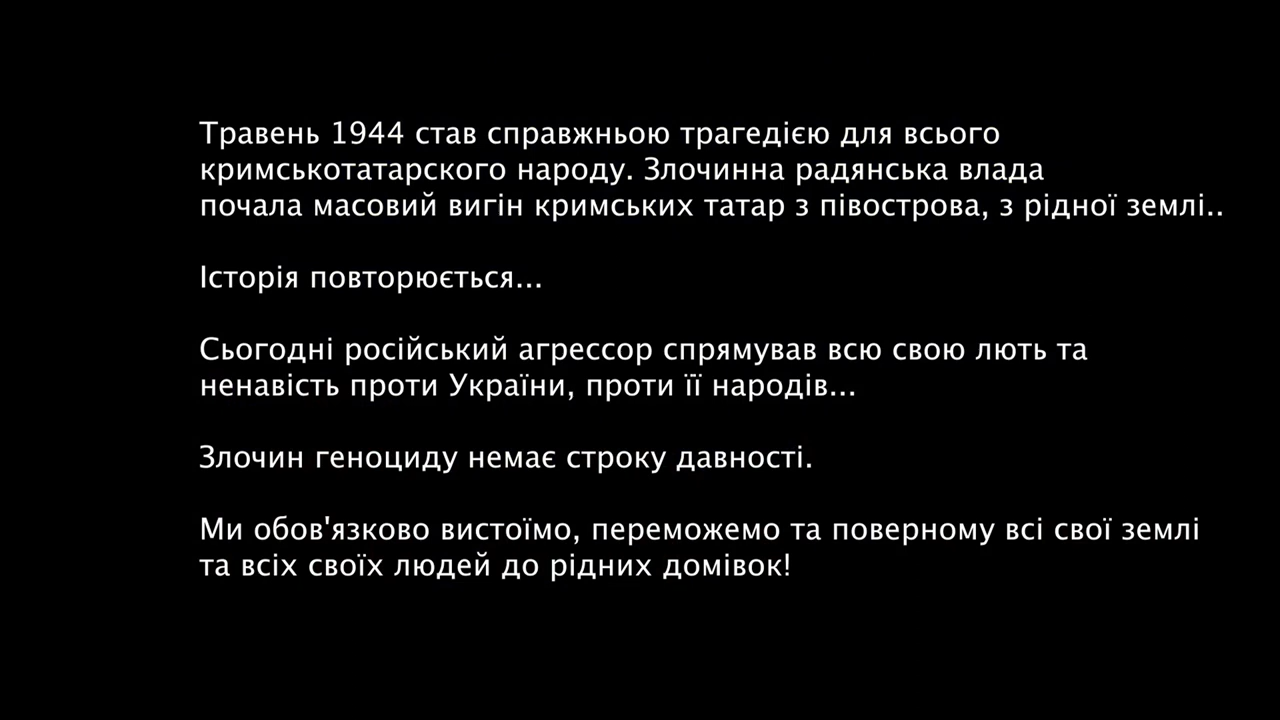 Травень 1944 став справжньою трагедією для всього
кримськотатарского народу. Злочинна радянська влада
почала масовий вигін кримських татар з півострова, з рідної землі..
Історія повторюється...
Сьогодні російський агрессор спрямував всю свою лють та
ненавість проти України, проти її народів...
Злочин геноциду немає строку давності.
Ми обов'язково вистоїмо, переможемо та поверному всі свої землі
та всіх своїх людей до рідних домівок!